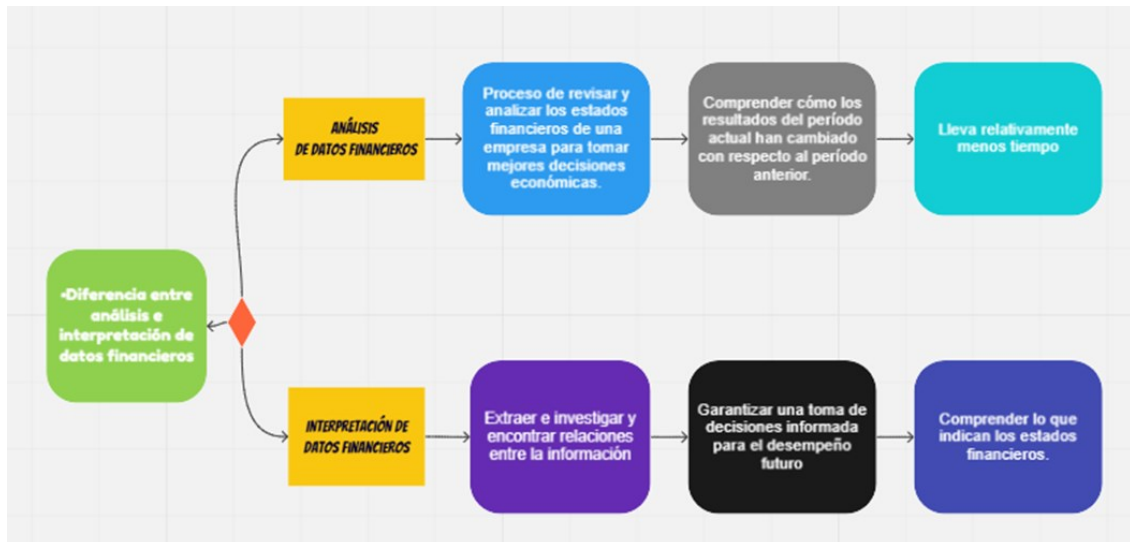 -Diferencia entre
análisis e
interpretación de
datos financieros
ANÁLISIS
DE DATOS FINANCIEROS
Proceso de revisar y
analizar los estados
financieros de una
empresa para tomar
mejores decisiones
económicas.
Comprender cómo los
resultados del período
actual han cambiado
con respecto al período
anterior.
Lleva relativamente
menos tiempo
INTERPRETACIÓN DE
DATOS FINANCIEROS
Extraer e investigar y
encontrar relaciones
entre la información
Garantizar una toma de
decisiones informada
para el desempeño
futuro
Comprender lo que
indican los estados
financieros.